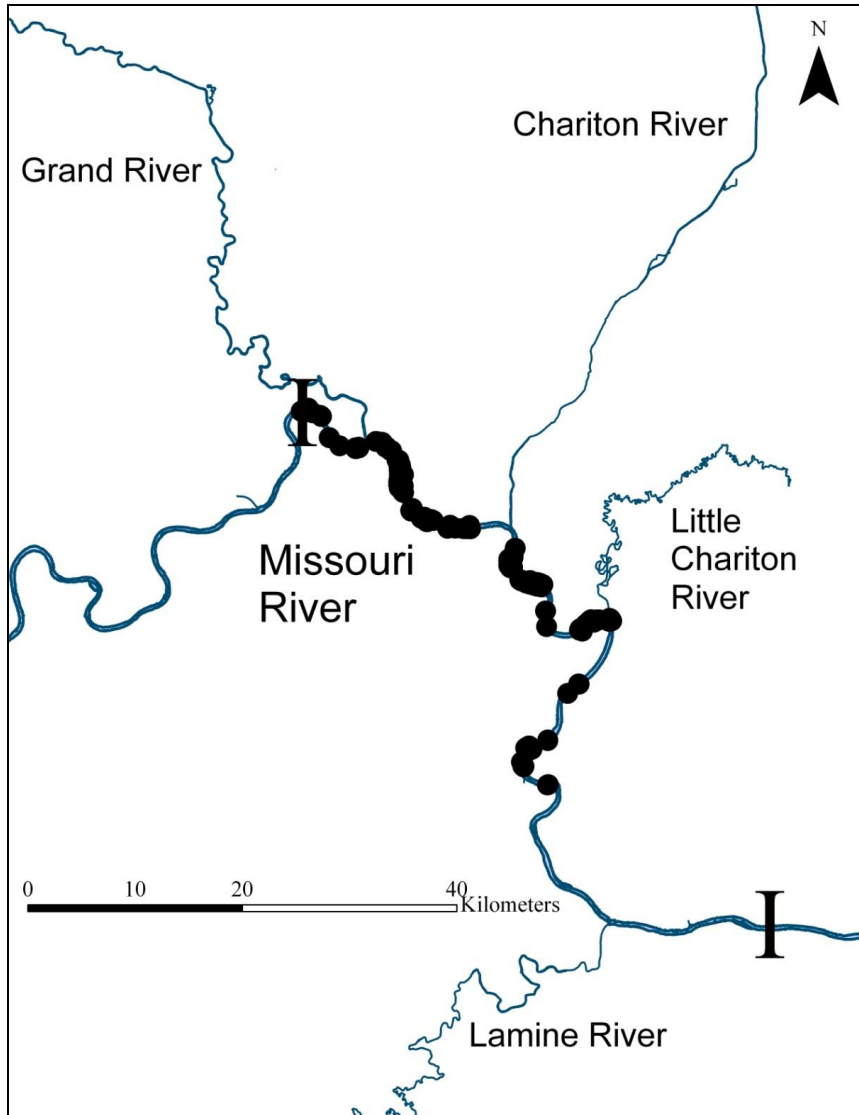 N
Chariton River
Grand River
Little
Chariton
River
Missouri
River
0 10 20 40
Kilometers
Lamine River